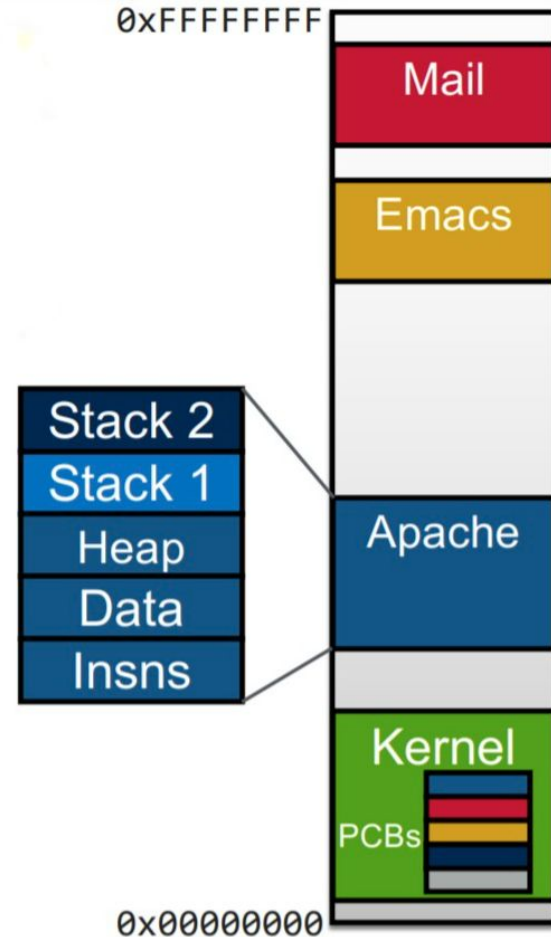 0xFFFFFFFF
Mail
Emacs
Stack 2
Stack 1
Heap
Data
Insns
Apache
Kernel
PCBs
0x00000000